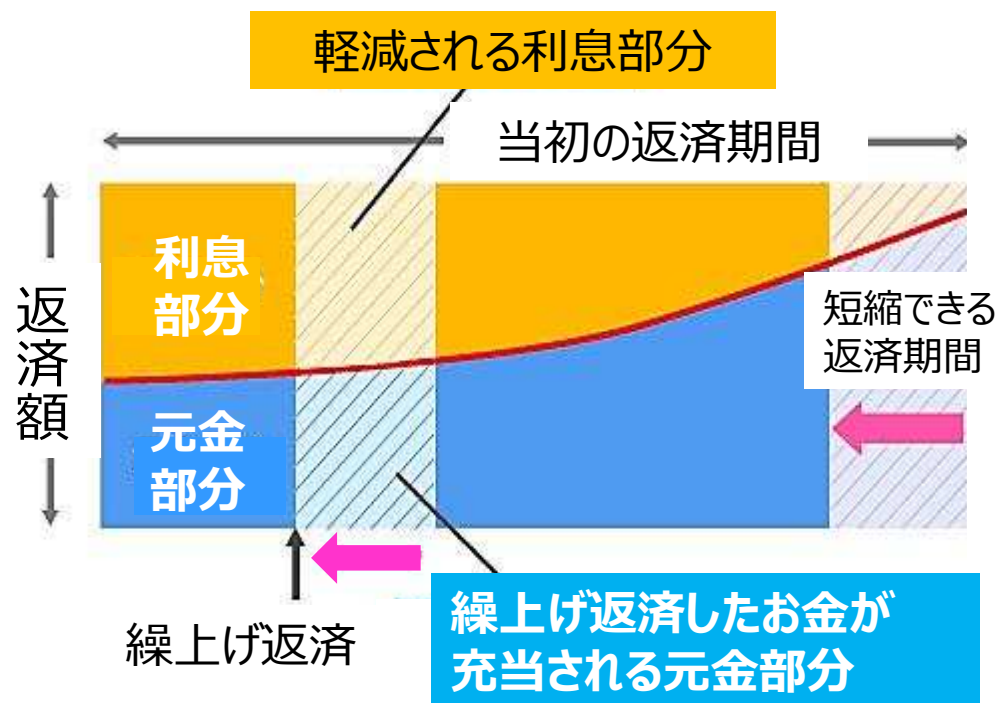 軽減される利息部分
当初の返済期間
返済額
利息
部分
元金
部分
短縮できる
返済期間
繰上げ返済
繰上げ返済したお金が
充当される元金部分